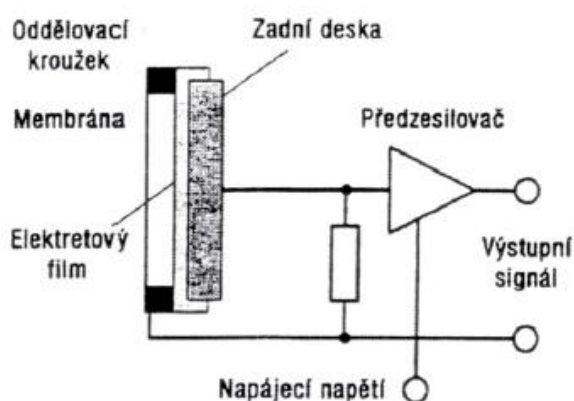 Oddělovací
kroužek
Zadní deska
Membrána
Předzesilovač
Elektretový
film
Výstupní
signál
Napájecí napětí